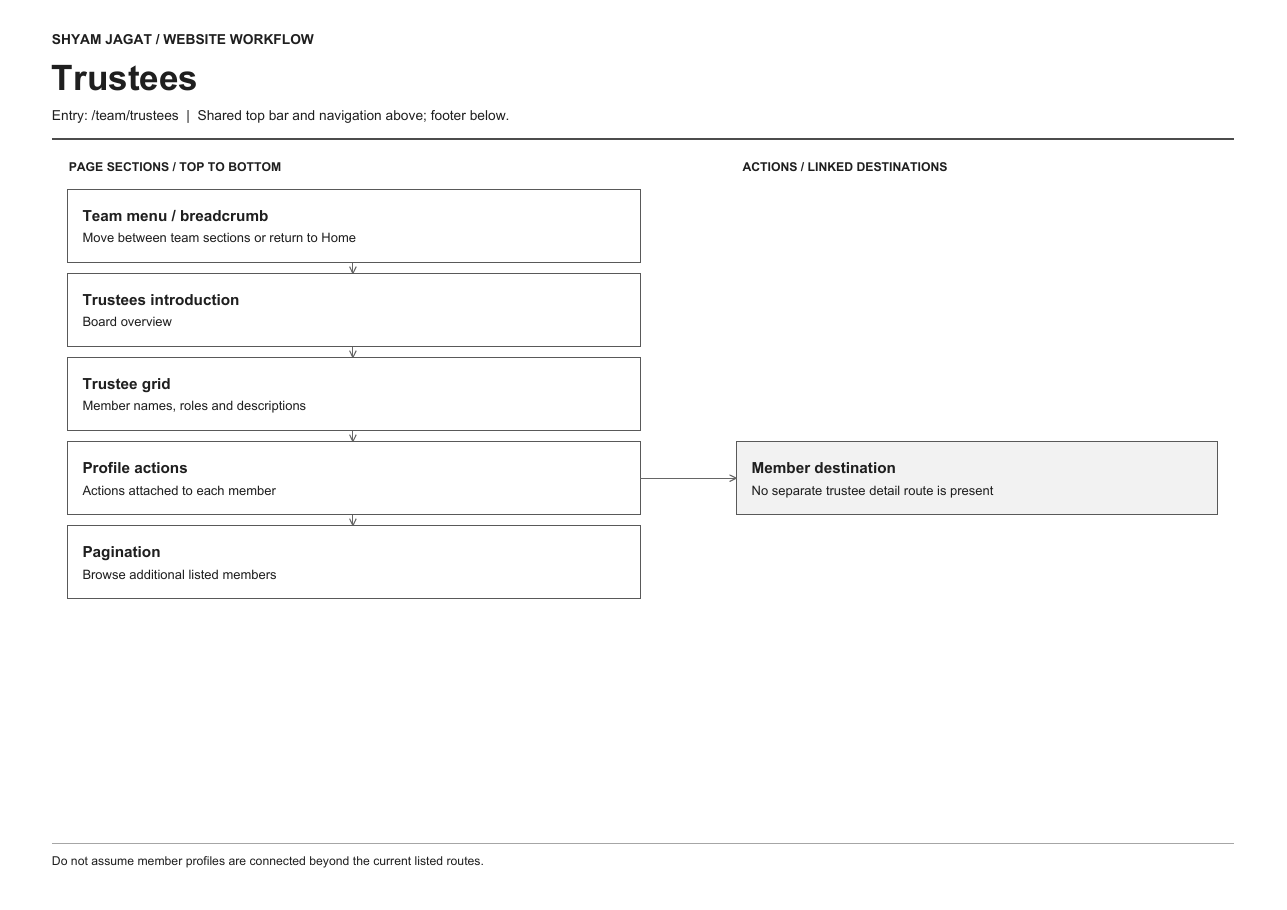 SHYAM JAGAT / WEBSITE WORKFLOW
Trustees
Entry: /team/trustees | Shared top bar and navigation above; footer below.
PAGE SECTIONS / TOP TO BOTTOM
ACTIONS / LINKED DESTINATIONS
Team menu / breadcrumb
Move between team sections or return to Home
Trustees introduction
Board overview
Trustee grid
Member names, roles and descriptions
Profile actions
Actions attached to each member
Member destination
No separate trustee detail route is present
Pagination
Browse additional listed members
Do not assume member profiles are connected beyond the current listed routes.